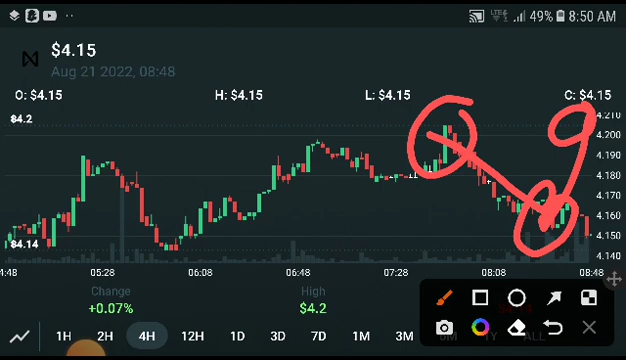 49% 8:50 AM
$4.15
Aug 21 2022, 08:48
O: $4.15 H: $4.15 L: $4.15 C: $4.15
$4.2
4.210
4.200
4.190
4.180
4.170
4.160
4.150
4.140
$4.14
4:48 05:28 06:08 06:48 07:28 08:08 08:48
Change High
+0.07% $4.2
1H 2H 4H 12H 1D 3D 7D 1M 3M 1Y ALL